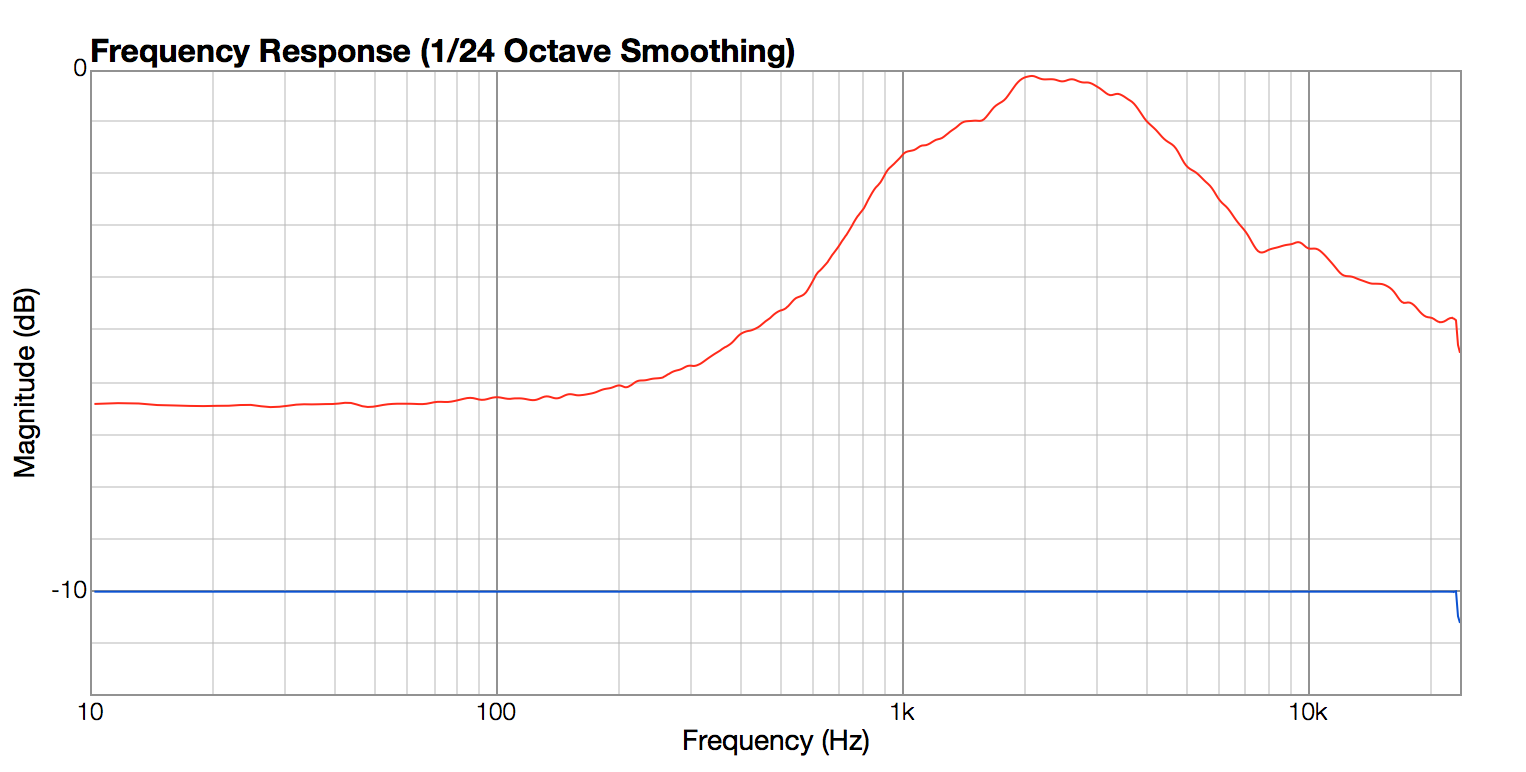 Frequency Response (1/24 Octave Smoothing)
0
Magnitude (dB)
-10
10
100
1k
10k
Frequency (Hz)